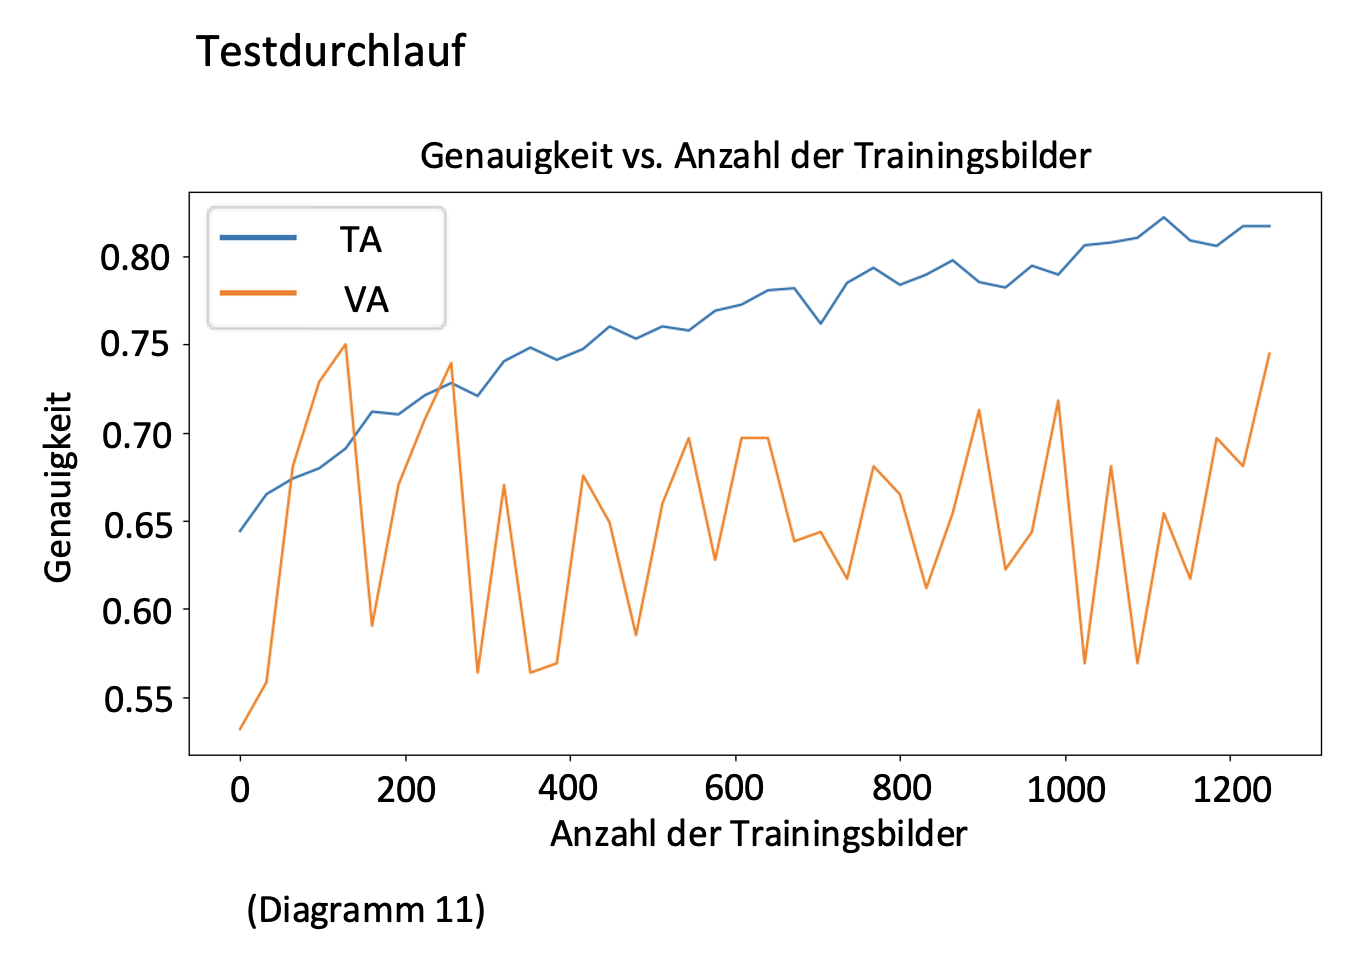 Testdurchlauf
Genauigkeit vs. Anzahl der Trainingsbilder
TA
VA
0.80
0.75
0.70
0.65
0.60
0.55
Genauigkeit
0 200 400 600 800 1000 1200
Anzahl der Trainingsbilder
(Diagramm 11)